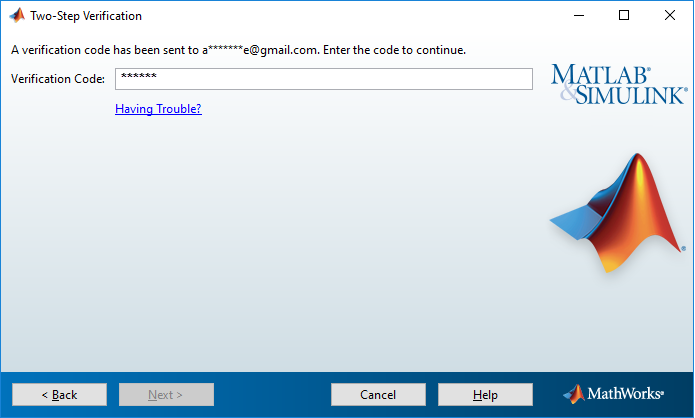 Two-Step Verification
A verification code has been sent to a*******e@gmail.com. Enter the code to continue.
Verification Code: ******
Having Trouble?
MATLAB®
&SIMULINK®
®
< Back Next > Cancel Help MathWorks®